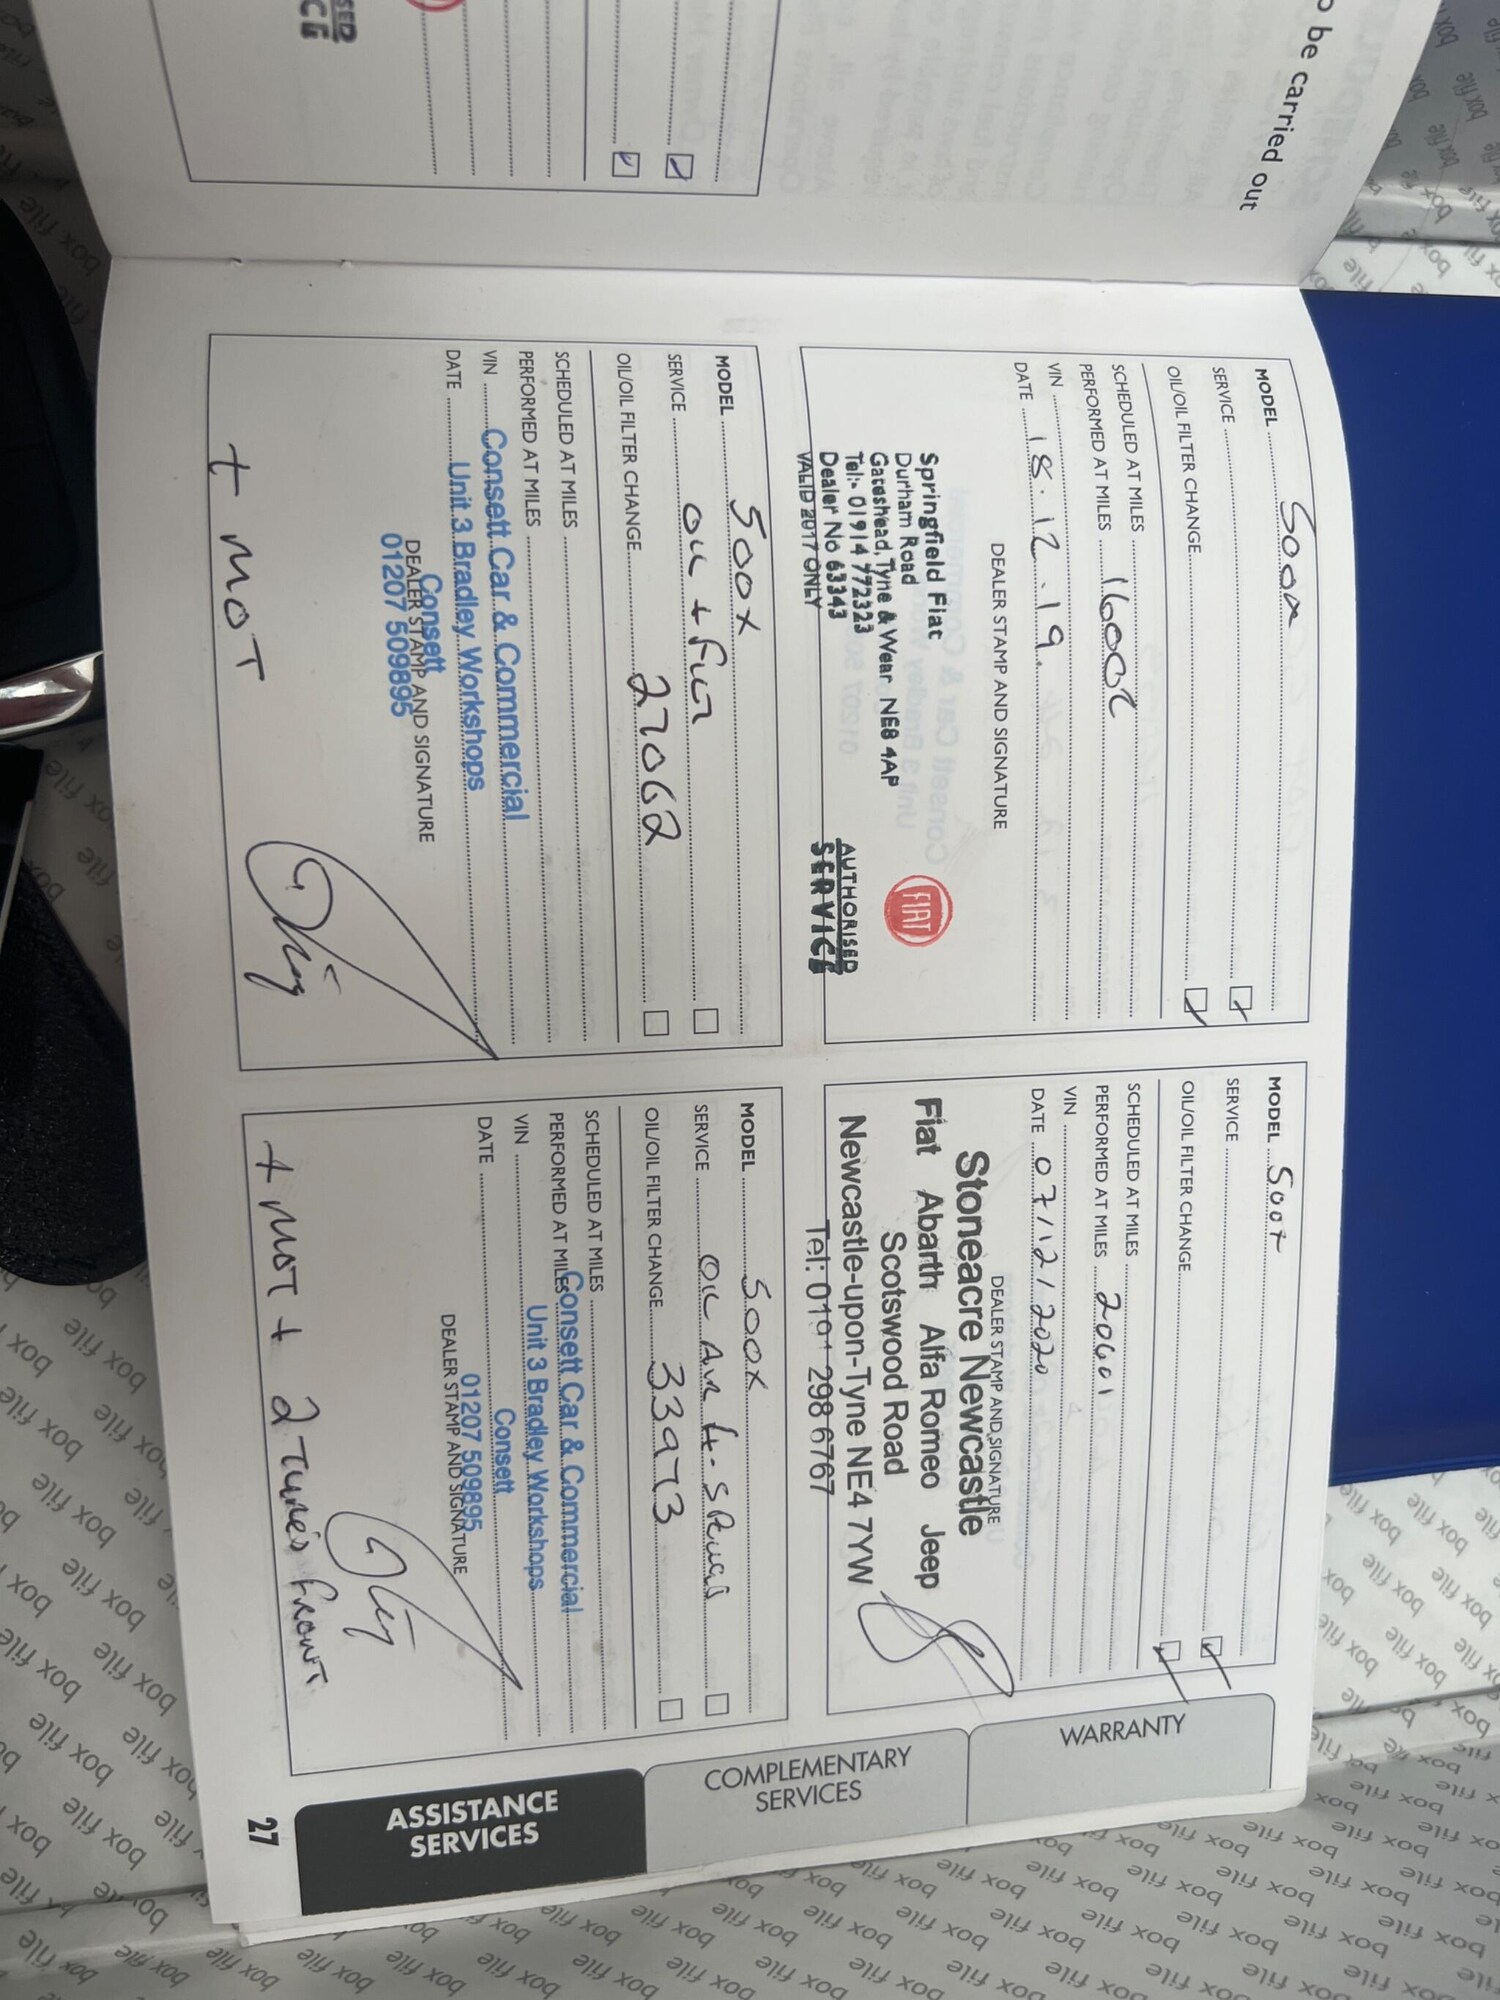 o be carried out
SED
MODEL 500x
SERVICE
OIL/OIL FILTER CHANGE
SCHEDULED AT MILES
PERFORMED AT MILES
VIN
DATE 18.12.19.
DEALER STAMP AND SIGNATURE
Springfield Fiat
Durham Road
Gateshead, Tyne & Wear NE8 4AP
Tel:- 01914 772323
Dealer No 63343
VALID 2017 ONLY
FIAT
AUTHORISED
SERVICE
MODEL 500x
SERVICE
OIL/OIL FILTER CHANGE
SCHEDULED AT MILES
PERFORMED AT MILES 20601
VIN
DATE 07/12/2020
DEALER STAMP AND SIGNATURE
Stoneacre Newcastle
Fiat Abarth Alfa Romeo Jeep
Scotswood Road
Newcastle-upon-Tyne NE4 7YW
Tel: 0191 298 6767
MODEL 500X
SERVICE OIL +
OIL/OIL FILTER CHANGE 27062
SCHEDULED AT MILES
PERFORMED AT MILES
VIN Consett Car & Commercial
DATE Unit 3 Bradley Workshops
Consett
DEALER STAMP AND SIGNATURE
01207 509895
+ MOT
MODEL 500X
SERVICE OIL AIR
OIL/OIL FILTER CHANGE 33973
SCHEDULED AT MILES
PERFORMED AT MILES
Consett Car & Commercial
VIN Unit 3 Bradley Workshops
DATE Consett
01207 509895
DEALER STAMP AND SIGNATURE
+ MOT + 2 TYRES FRONT
WARRANTY
COMPLEMENTARY
SERVICES
ASSISTANCE
SERVICES
27
box file